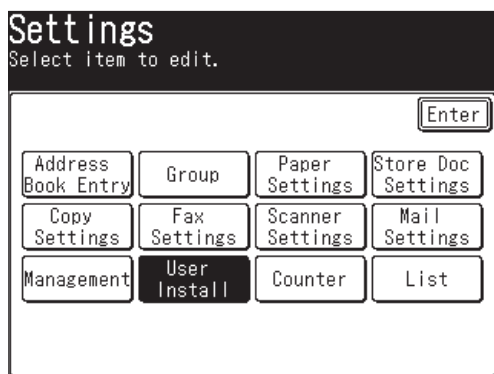 Settings
Select item to edit.
Enter
Address
Book Entry
Group
Paper
Settings
Store Doc
Settings
Copy
Settings
Fax
Settings
Scanner
Settings
Mail
Settings
Management
User
Install
Counter
List